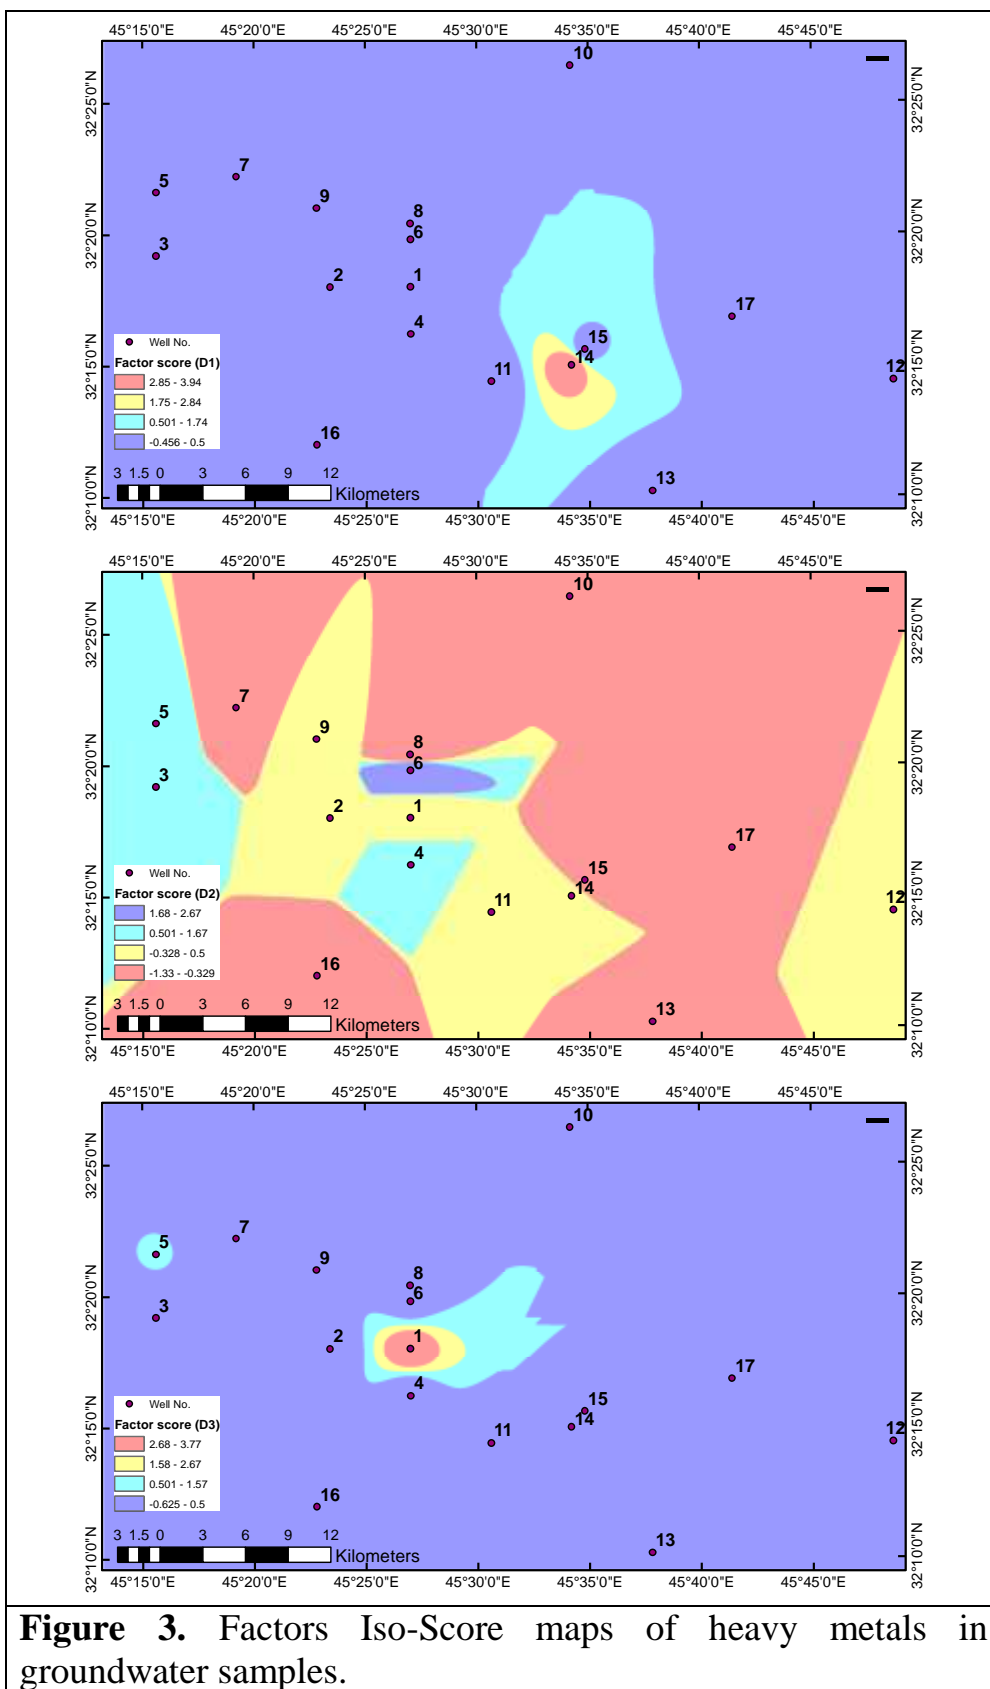 45°15'0"E 45°20'0"E 45°25'0"E 45°30'0"E 45°35'0"E 45°40'0"E 45°45'0"E
10
32°25'0"N 32°25'0"N
7
5
9
8
32°20'0"N 6 32°20'0"N
3
2 1
17
4
15
Well No.
32°15'0"N 14 12 32°15'0"N
Factor score (D1) 11
2.85 - 3.94
1.75 - 2.84
0.501 - 1.74
-0.456 - 0.5
16
3 1.5 0 3 6 9 12
13
Kilometers
32°10'0"N 32°10'0"N
45°15'0"E 45°20'0"E 45°25'0"E 45°30'0"E 45°35'0"E 45°40'0"E 45°45'0"E
45°15'0"E 45°20'0"E 45°25'0"E 45°30'0"E 45°35'0"E 45°40'0"E 45°45'0"E
10
32°25'0"N 32°25'0"N
7
5
9
8
32°20'0"N 6 32°20'0"N
3
2 1
17
4
15
Well No.
32°15'0"N 14 12 32°15'0"N
Factor score (D2) 11
1.68 - 2.67
0.501 - 1.67
-0.328 - 0.5
-1.33 - -0.329
16
3 1.5 0 3 6 9 12
13
Kilometers
32°10'0"N 32°10'0"N
45°15'0"E 45°20'0"E 45°25'0"E 45°30'0"E 45°35'0"E 45°40'0"E 45°45'0"E
45°15'0"E 45°20'0"E 45°25'0"E 45°30'0"E 45°35'0"E 45°40'0"E 45°45'0"E
10
32°25'0"N 32°25'0"N
7
5
9
8
32°20'0"N 6 32°20'0"N
3
2 1
17
4
15
Well No.
32°15'0"N 14 12 32°15'0"N
Factor score (D3) 11
2.68 - 3.77
1.58 - 2.67
0.501 - 1.57
-0.625 - 0.5
16
3 1.5 0 3 6 9 12
13
Kilometers
32°10'0"N 32°10'0"N
45°15'0"E 45°20'0"E 45°25'0"E 45°30'0"E 45°35'0"E 45°40'0"E 45°45'0"E
Figure 3. Factors Iso-Score maps of heavy metals in
groundwater samples.